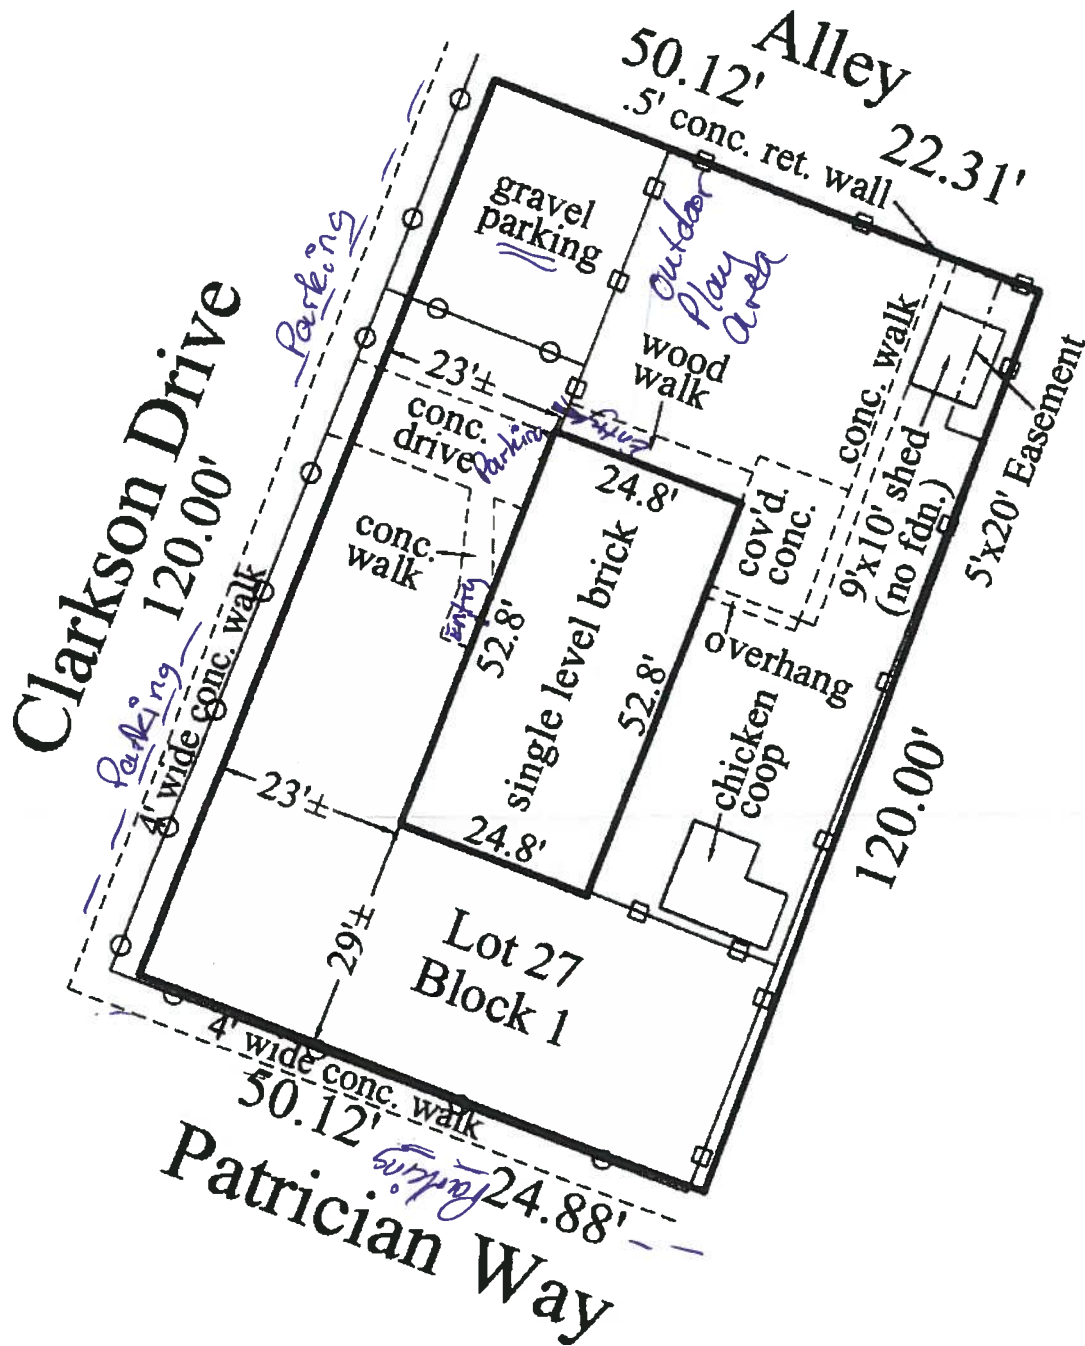 Alley
50.12'
.5' conc. ret. wall
22.31'
gravel
parking
outdoor
Play
area
Parking
Clarkson Drive
120.00'
23'±
conc.
drive
Parking
Entry
wood
walk
conc. walk
9'x10' shed
(no fdn.)
5'x20' Easement
24.8'
cov'd.
conc.
conc.
walk
Entry
52.8'
single level brick
52.8'
overhang
chicken
coop
120.00'
4' wide conc. walk
Parking
23'±
24.8'
29'±
Lot 27
Block 1
4' wide conc. walk
50.12'
Parking
24.88'
Patrician Way